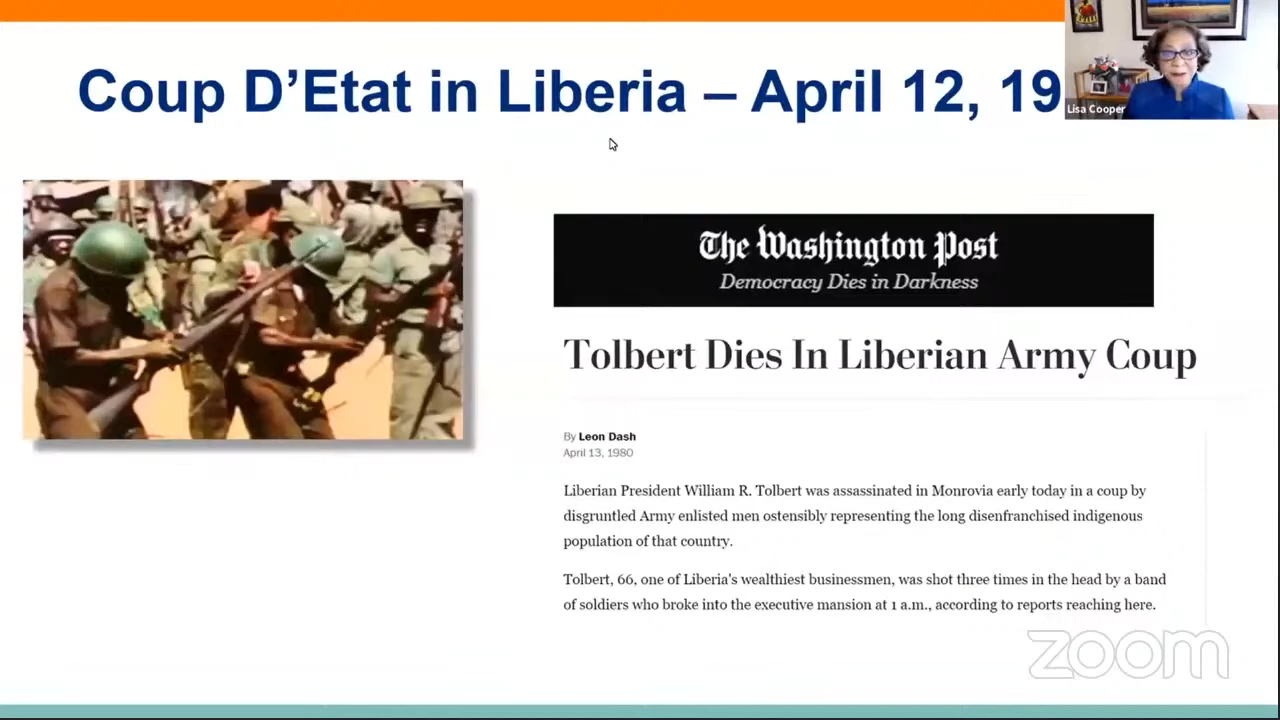 Coup D’Etat in Liberia – April 12, 19
Lisa Cooper
The Washington Post
Democracy Dies in Darkness
Tolbert Dies In Liberian Army Coup
By Leon Dash
April 13, 1980
Liberian President William R. Tolbert was assassinated in Monrovia early today in a coup by
disgruntled Army enlisted men ostensibly representing the long disenfranchised indigenous
population of that country.
Tolbert, 66, one of Liberia's wealthiest businessmen, was shot three times in the head by a band
of soldiers who broke into the executive mansion at 1 a.m., according to reports reaching here.
zoom